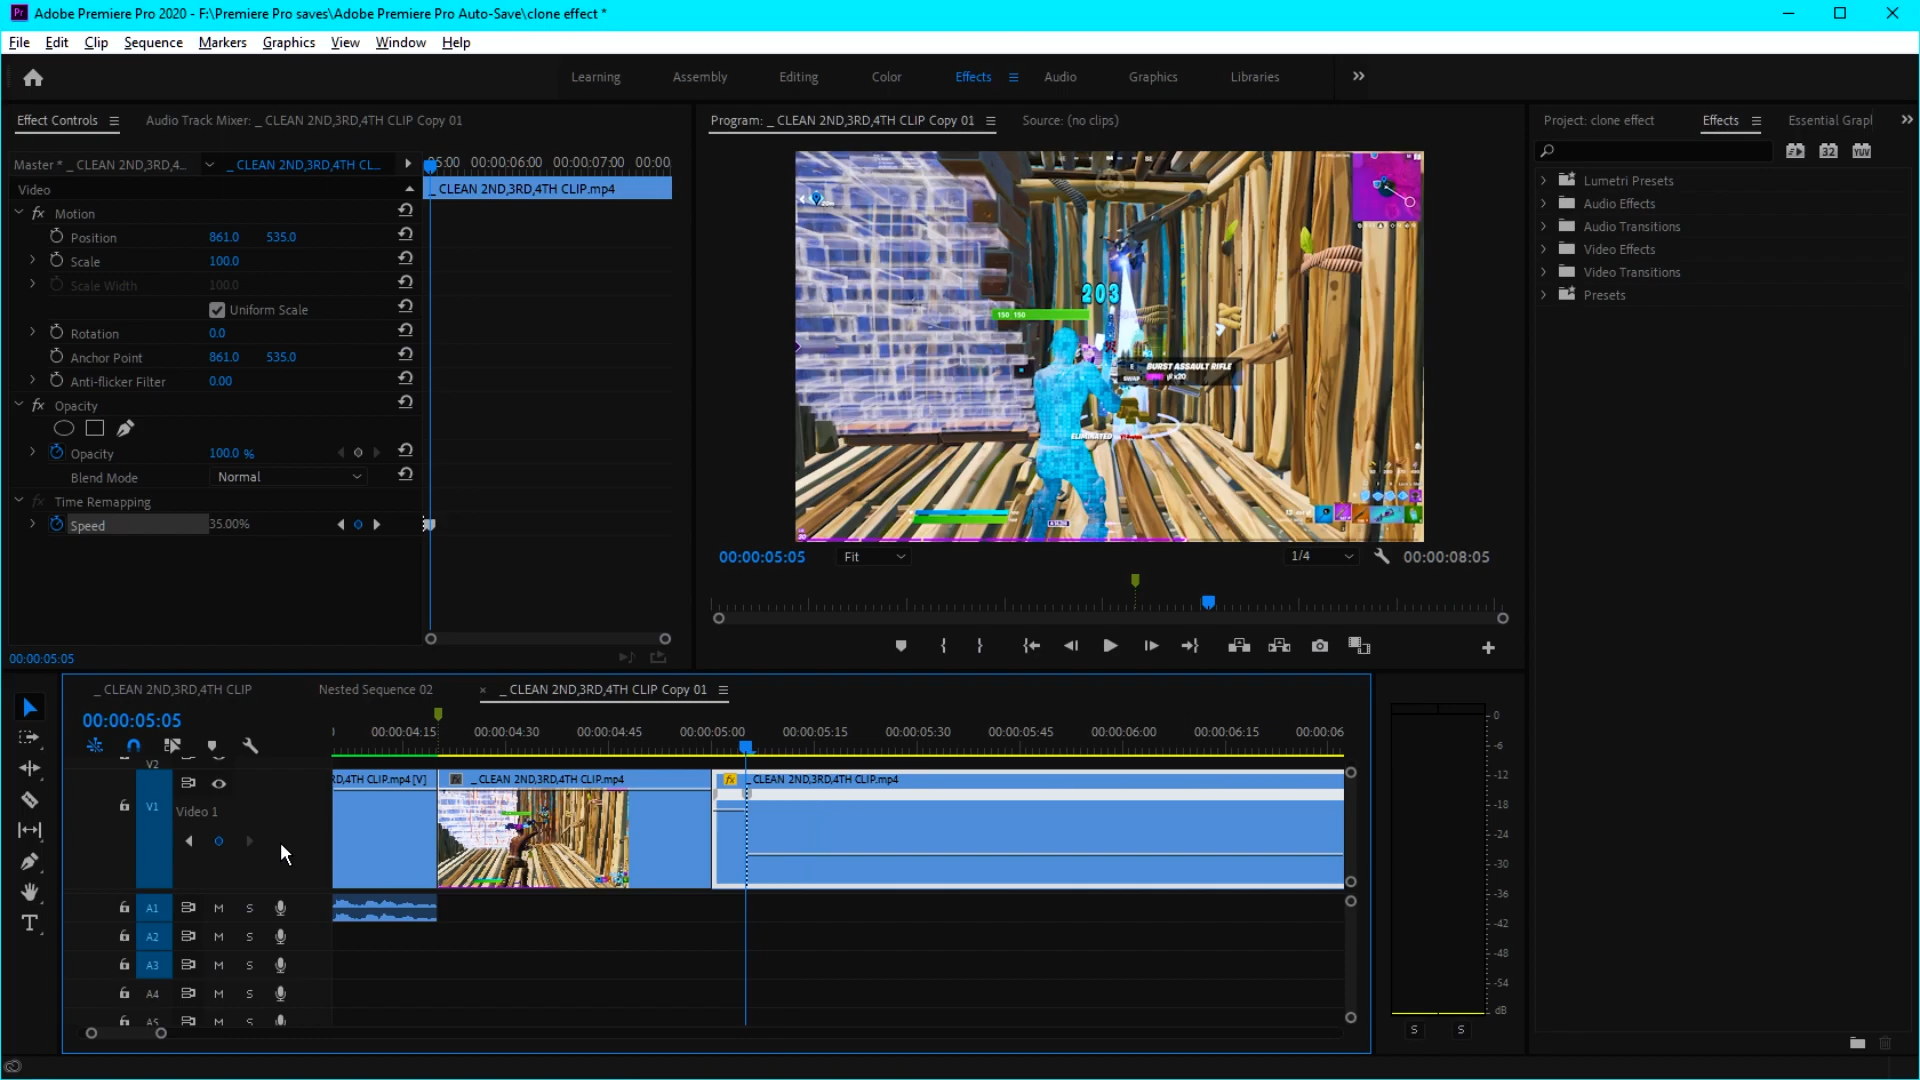 Adobe Premiere Pro 2020 - F:\Premiere Pro saves\Adobe Premiere Pro Auto-Save\clone effect *
File Edit Clip Sequence Markers Graphics View Window Help
Learning Assembly Editing Color Effects Audio Graphics Libraries
Effect Controls Audio Track Mixer: _ CLEAN 2ND,3RD,4TH CLIP Copy 01
Program: _ CLEAN 2ND,3RD,4TH CLIP Copy 01 Source: (no clips)
Project: clone effect Effects Essential Grapl
Master * _ CLEAN 2ND,3RD,4... _ CLEAN 2ND,3RD,4TH CL... 00:00:06:00 00:00:07:00 00:00
Video _ CLEAN 2ND,3RD,4TH CLIP.mp4
fx Motion
Position 861.0 535.0
Scale 100.0
Scale Width 100.0
Uniform Scale
Rotation 0.0
Anchor Point 861.0 535.0
Anti-flicker Filter 0.00
fx Opacity
Opacity 100.0 %
Blend Mode Normal
fx Time Remapping
Speed 35.00%
00:00:05:05
203
150 150
BURST ASSAULT RIFLE
x20
ELIMINATED
00:00:05:05 Fit 1/4 00:00:08:05
32 YUV
Lumetri Presets
Audio Effects
Audio Transitions
Video Effects
Video Transitions
Presets
_ CLEAN 2ND,3RD,4TH CLIP Nested Sequence 02 × _ CLEAN 2ND,3RD,4TH CLIP Copy 01
00:00:05:05
00:00:04:15 00:00:04:30 00:00:04:45 00:00:05:00 00:00:05:15 00:00:05:30 00:00:05:45 00:00:06:00 00:00:06:15 00:00:06
V2
RD,4TH CLIP.mp4 [V] fx _ CLEAN 2ND,3RD,4TH CLIP.mp4 fx _ CLEAN 2ND,3RD,4TH CLIP.mp4
V1 Video 1
A1 M S
A2 M S
A3 M S
A4 M S
A5 M S
0
-6
-12
-18
-24
-30
-36
-42
-48
-54
dB
S S